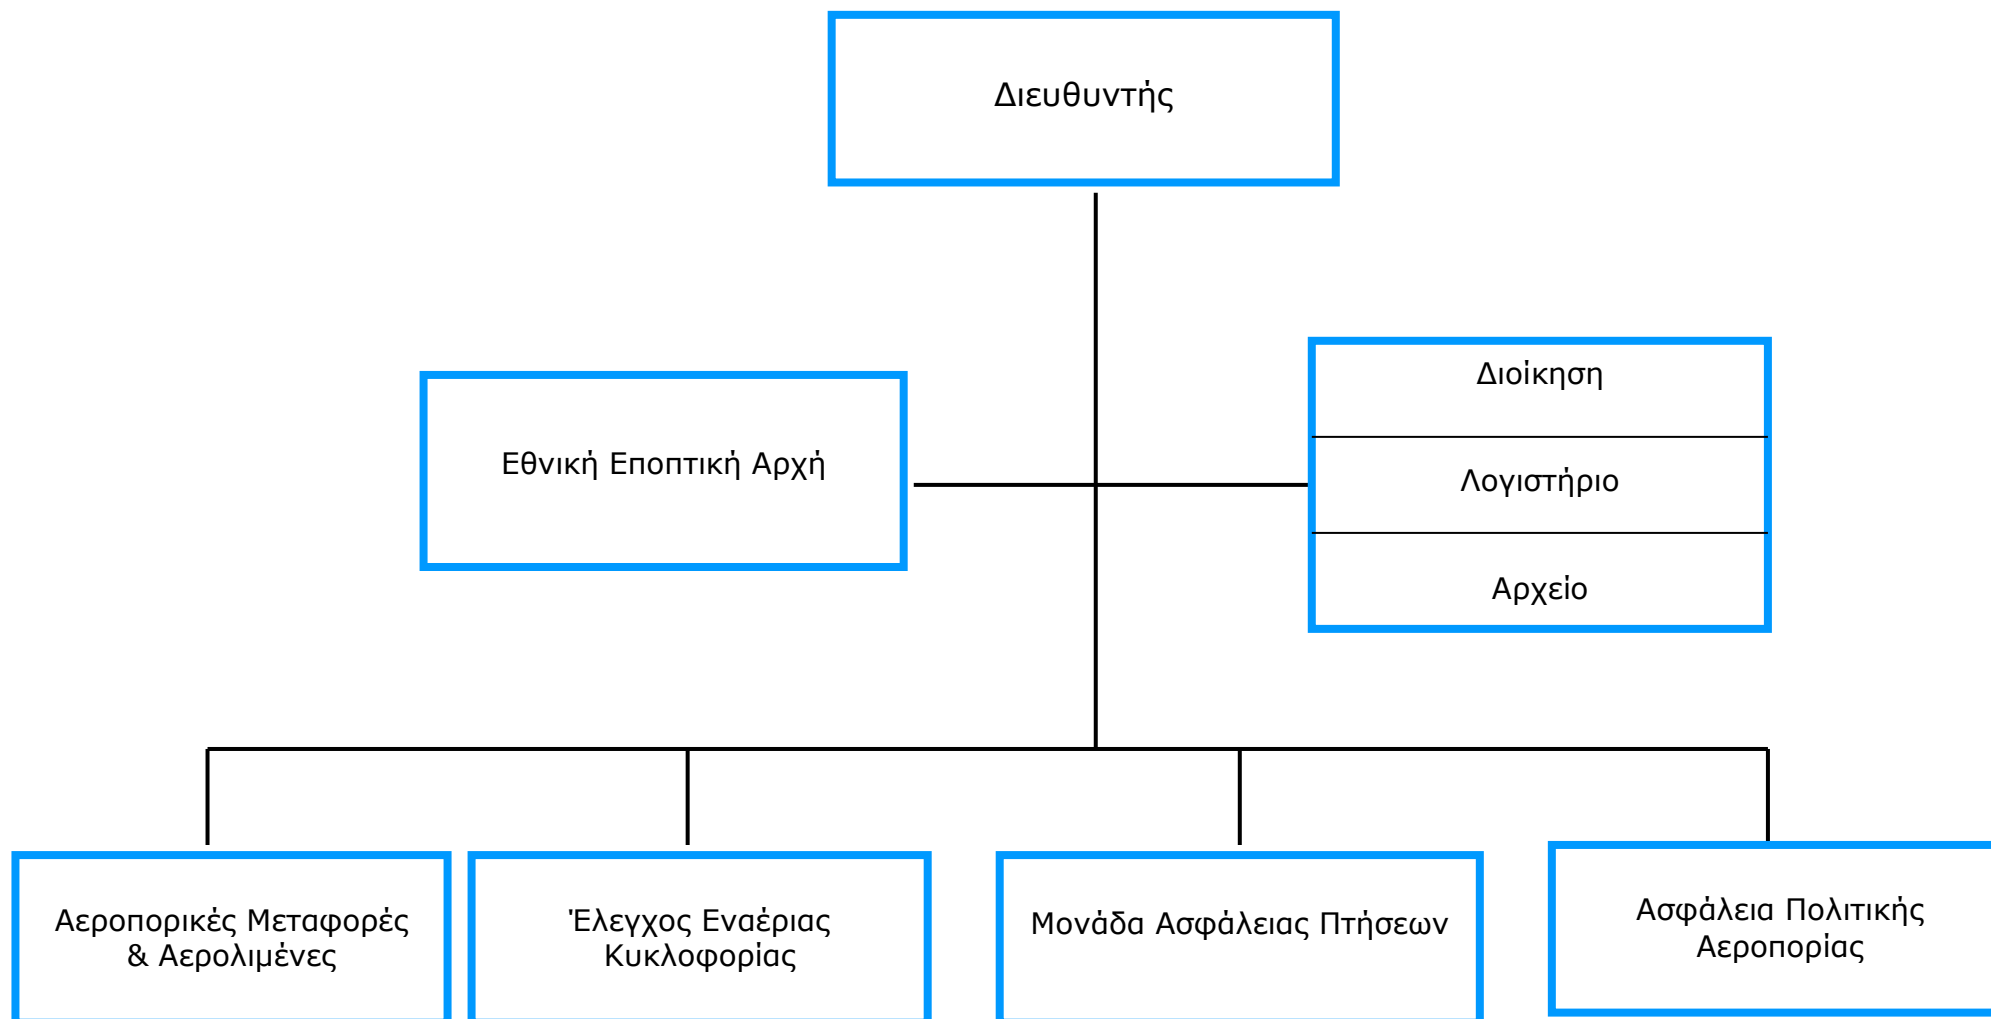 Διευθυντής
Εθνική Εποπτική Αρχή
Διοίκηση
Λογιστήριο
Αρχείο
Αεροπορικές Μεταφορές
& Αερολιμένες
Έλεγχος Εναέριας
Κυκλοφορίας
Μονάδα Ασφάλειας Πτήσεων
Ασφάλεια Πολιτικής
Αεροπορίας